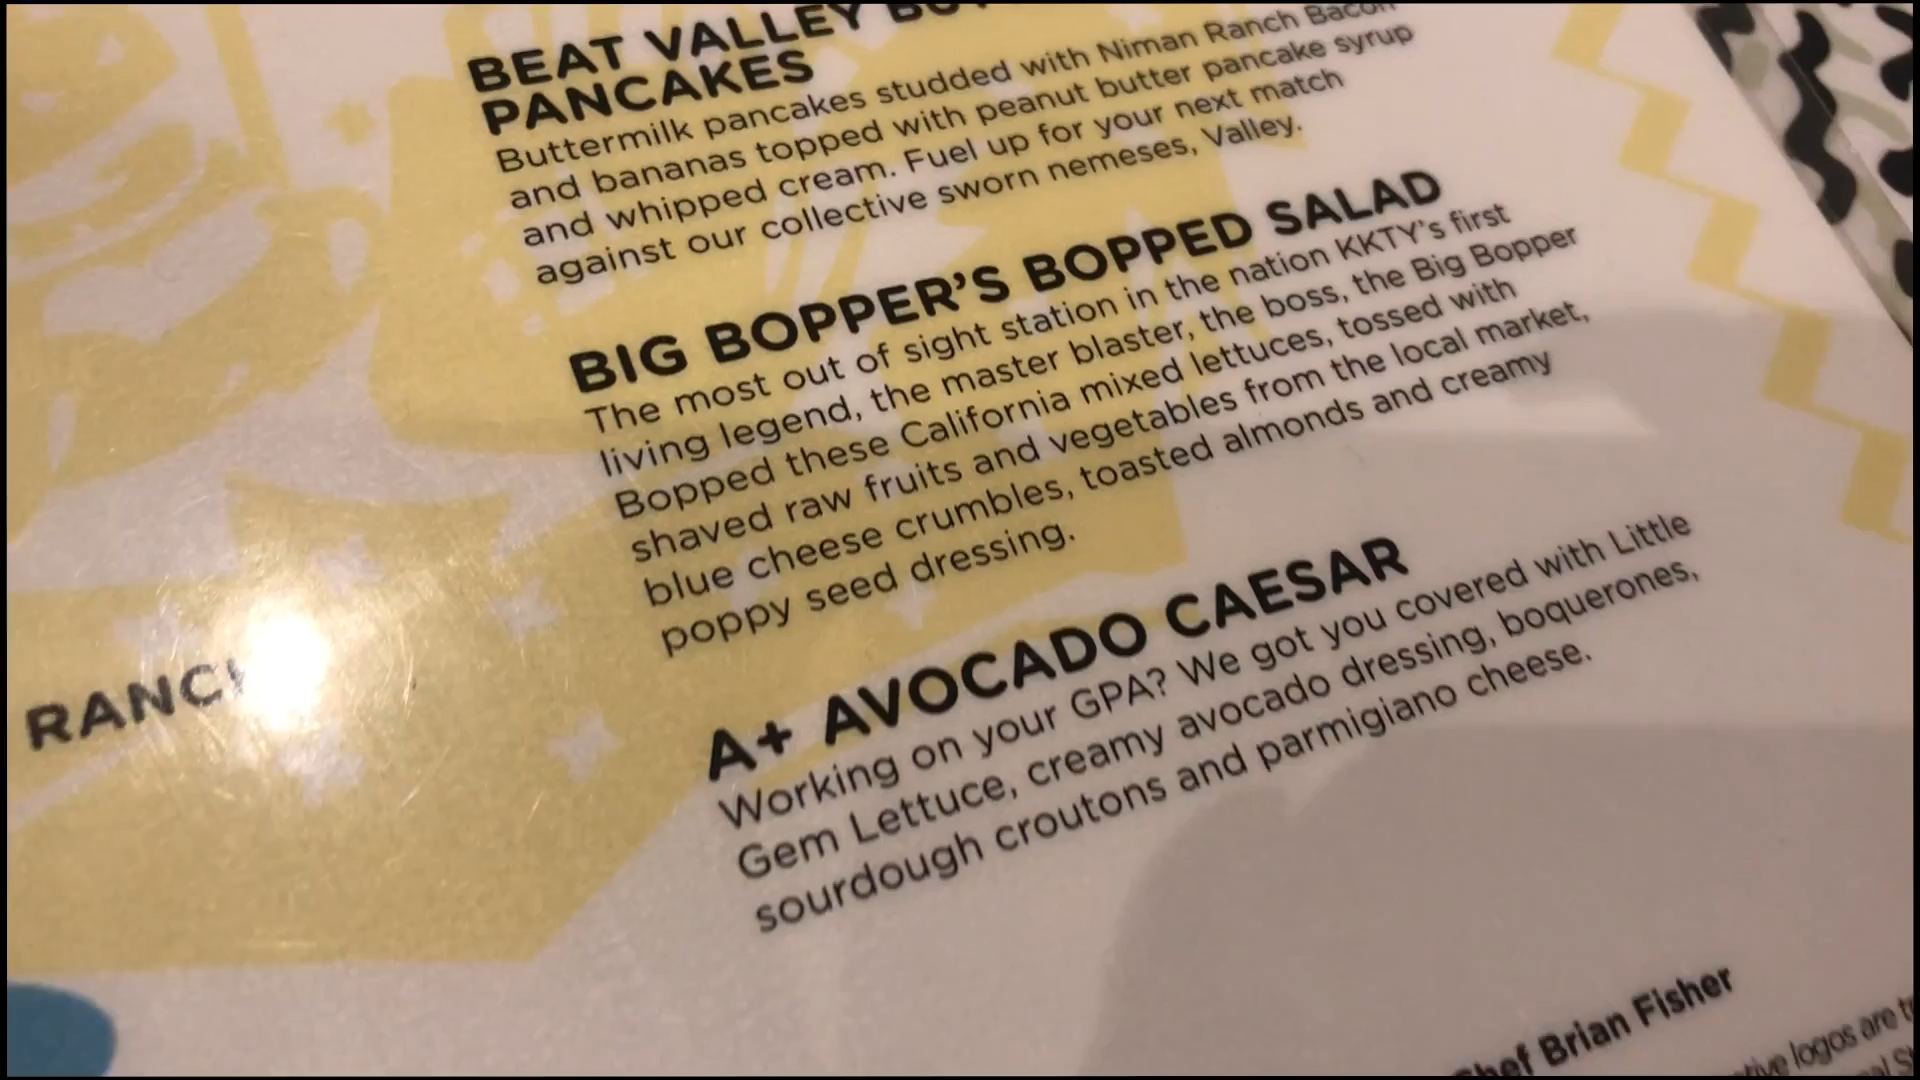 BEAT VALLEY
PANCAKES
Buttermilk pancakes studded with Niman Ranch Bacon
and bananas topped with peanut butter pancake syrup
and whipped cream. Fuel up for your next match
against our collective sworn nemeses, Valley.
BIG BOPPER'S BOPPED SALAD
The most out of sight station in the nation KKTY's first
living legend, the master blaster, the boss, the Big Bopper
Bopped these California mixed lettuces, tossed with
shaved raw fruits and vegetables from the local market,
blue cheese crumbles, toasted almonds and creamy
poppy seed dressing.
A+ AVOCADO CAESAR
Working on your GPA? We got you covered with Little
Gem Lettuce, creamy avocado dressing, boquerones,
sourdough croutons and parmigiano cheese.
Chef Brian Fisher
logos are